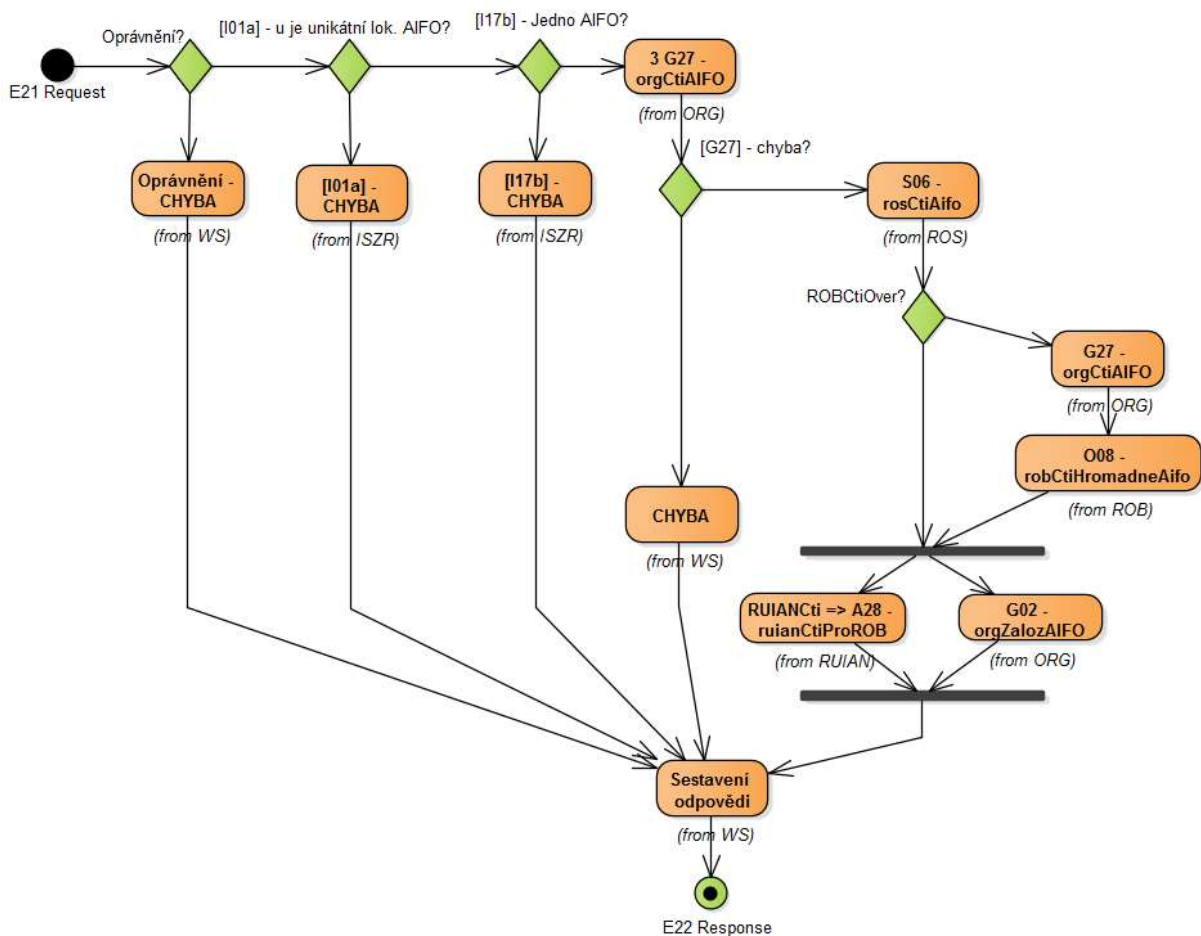 Oprávnění?
[I01a] - u je unikátní lok. AIFO?
[I17b] - Jedno AIFO?
E21 Request
3 G27 -
orgCtiAIFO
(from ORG)
[G27] - chyba?
Oprávnění -
CHYBA
(from WS)
[I01a] -
CHYBA
(from ISZR)
[I17b] -
CHYBA
(from ISZR)
S06 -
rosCtiAifo
(from ROS)
ROBCtiOver?
G27 -
orgCtiAIFO
(from ORG)
O08 -
robCtiHromadneAifo
(from ROB)
CHYBA
(from WS)
RUIANCti => A28 -
ruianCtiProROB
(from RUIAN)
G02 -
orgZalozAIFO
(from ORG)
Sestavení
odpovědi
(from WS)
E22 Response